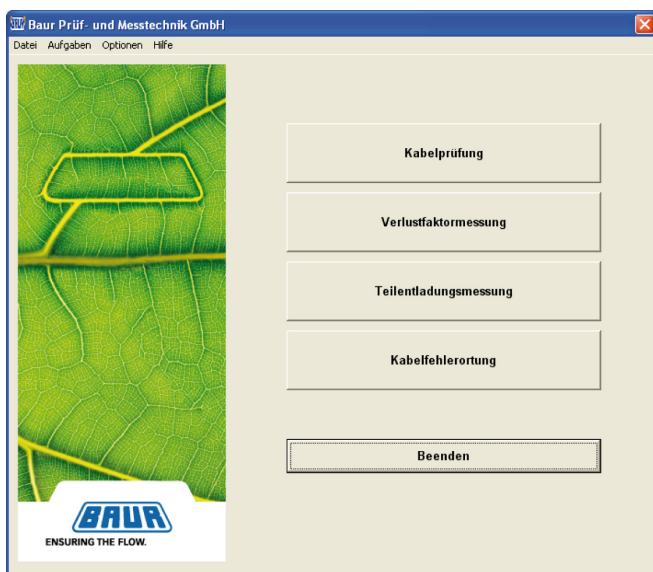 Baur Prüf- und Messtechnik GmbH
Datei Aufgaben Optionen Hilfe
Kabelprüfung
Verlustfaktormessung
Teilentladungsmessung
Kabelfehlerortung
Beenden
BAUR
ENSURING THE FLOW.